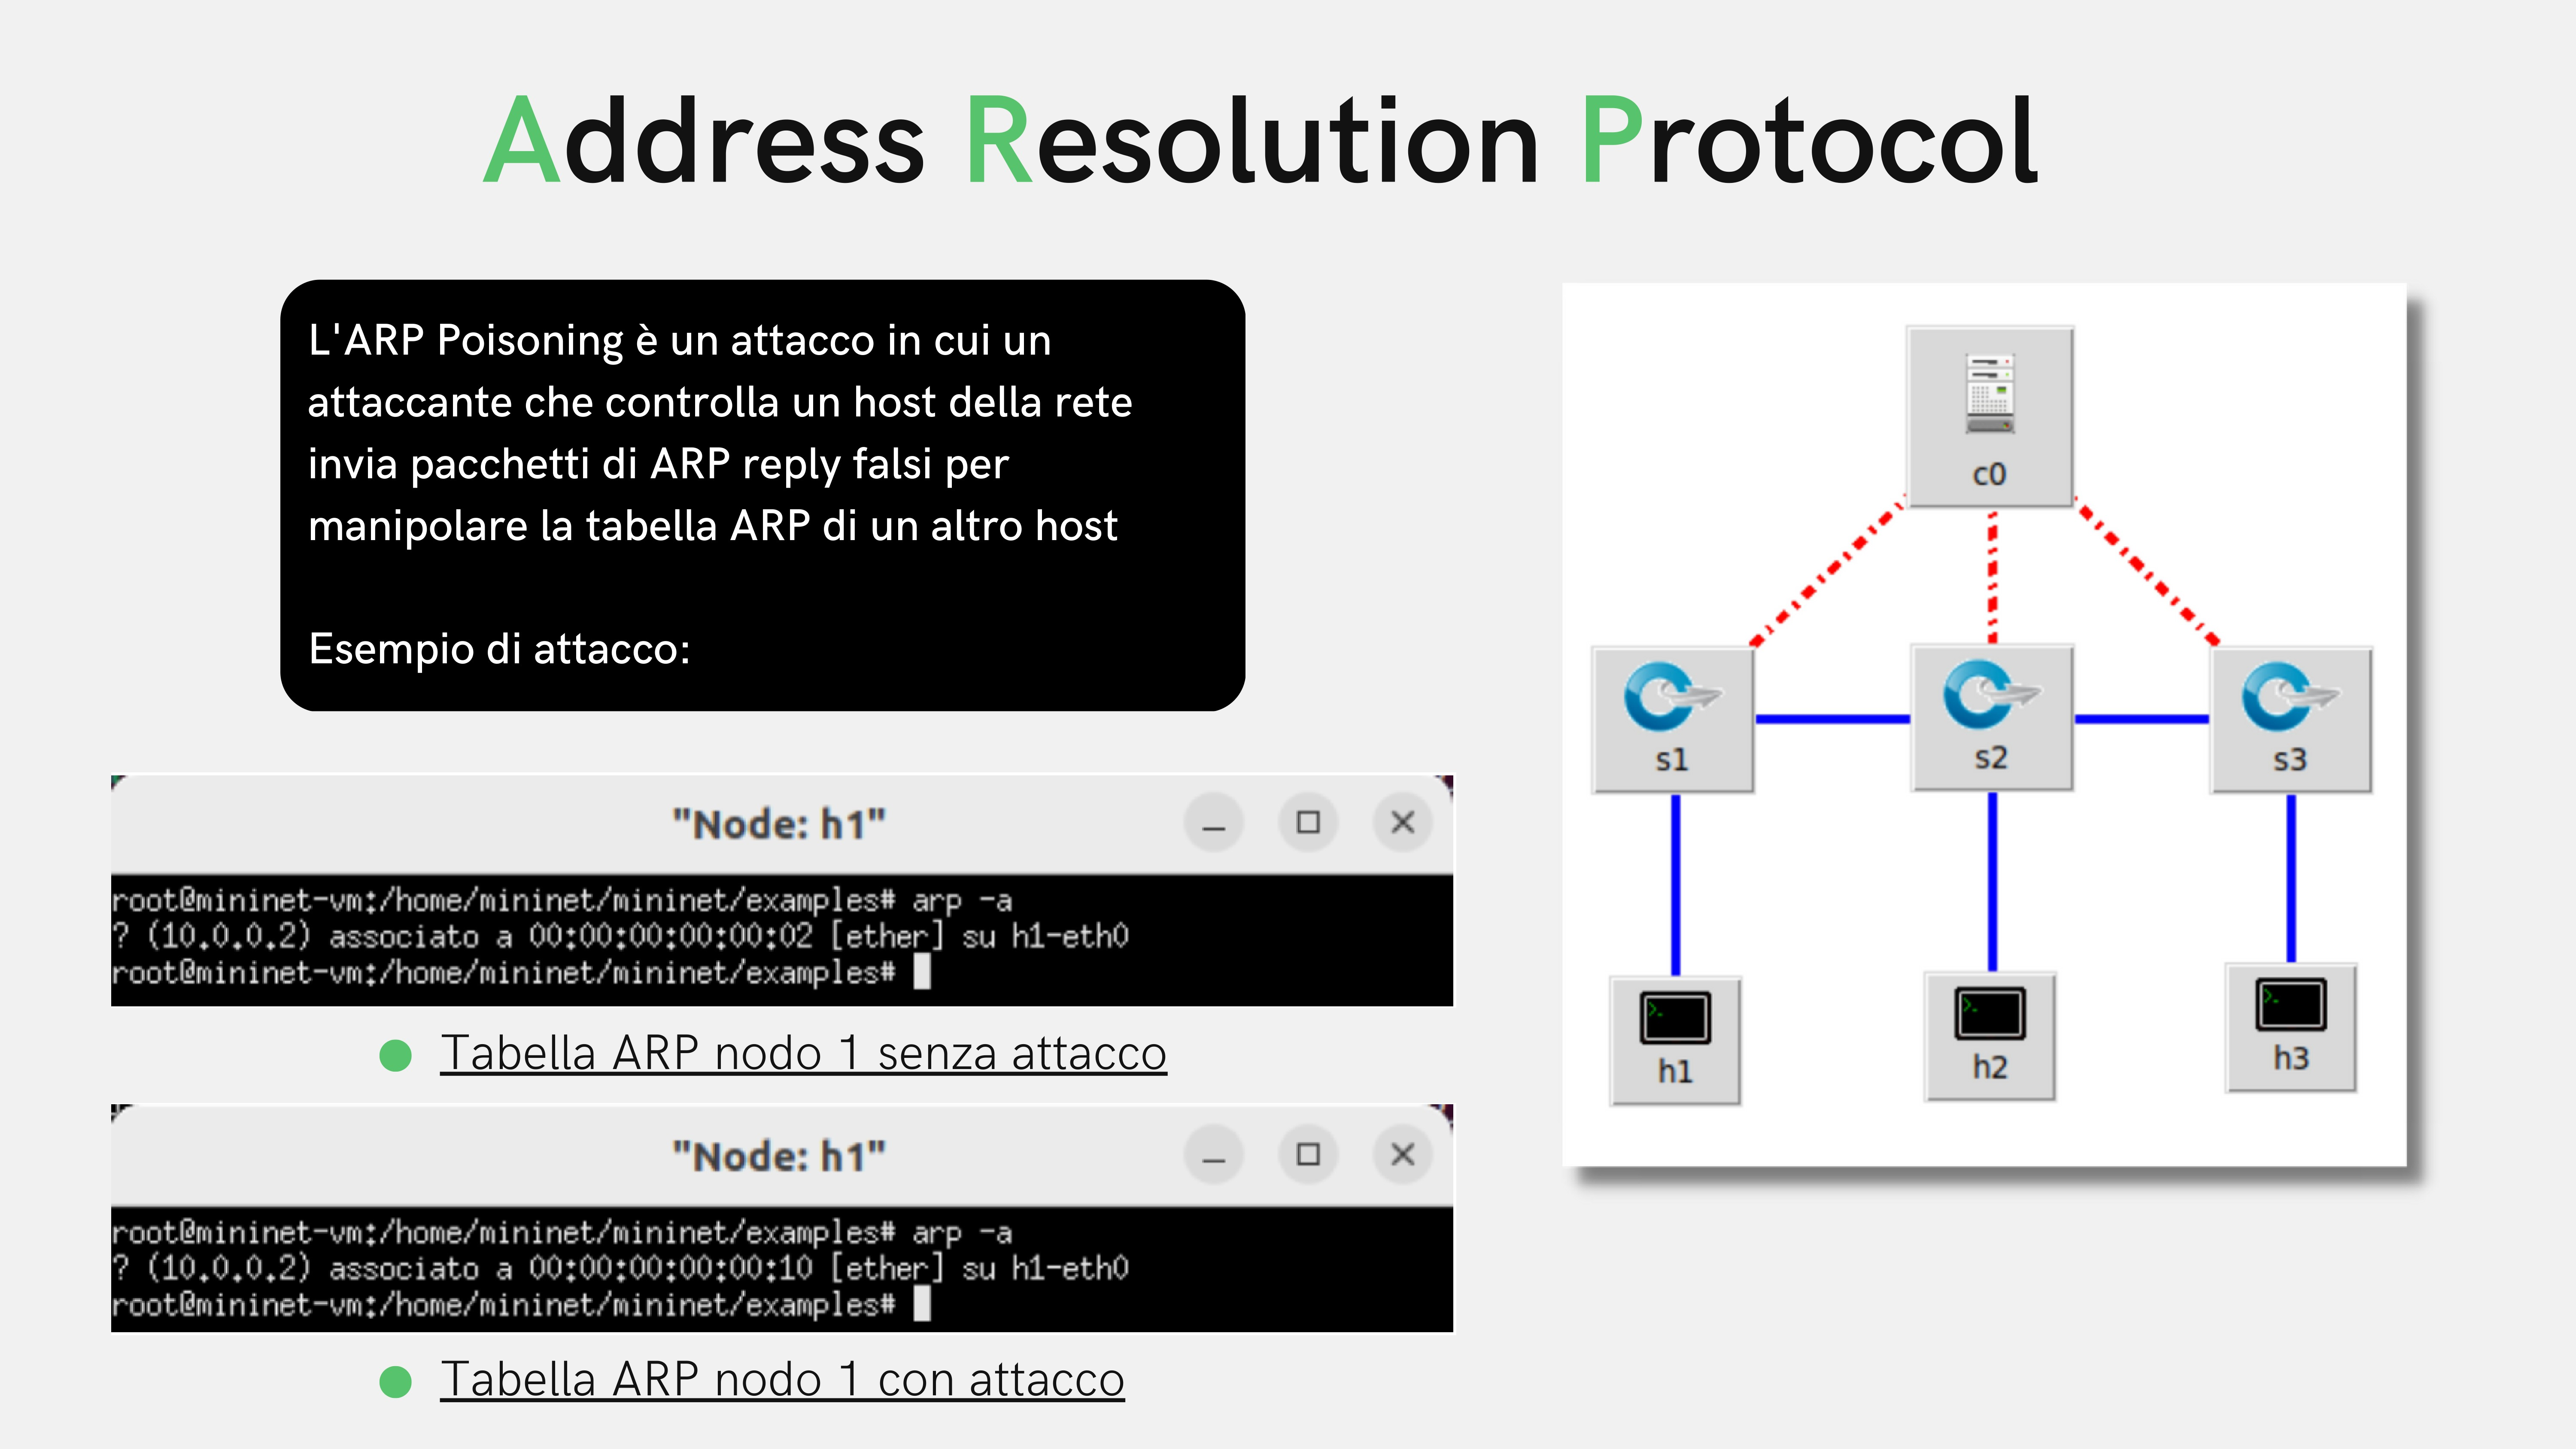 Address Resolution Protocol
L'ARP Poisoning è un attacco in cui un
attaccante che controlla un host della rete
invia pacchetti di ARP reply falsi per
manipolare la tabella ARP di un altro host
Esempio di attacco:
"Node: h1"
root@mininet-vm:/home/mininet/mininet/examples# arp -a
? (10.0.0.2) associato a 00:00:00:00:00:02 [ether] su h1-eth0
root@mininet-vm:/home/mininet/mininet/examples#
Tabella ARP nodo 1 senza attacco
"Node: h1"
root@mininet-vm:/home/mininet/mininet/examples# arp -a
? (10.0.0.2) associato a 00:00:00:00:00:10 [ether] su h1-eth0
root@mininet-vm:/home/mininet/mininet/examples#
Tabella ARP nodo 1 con attacco
c0
s1 s2 s3
h1 h2 h3